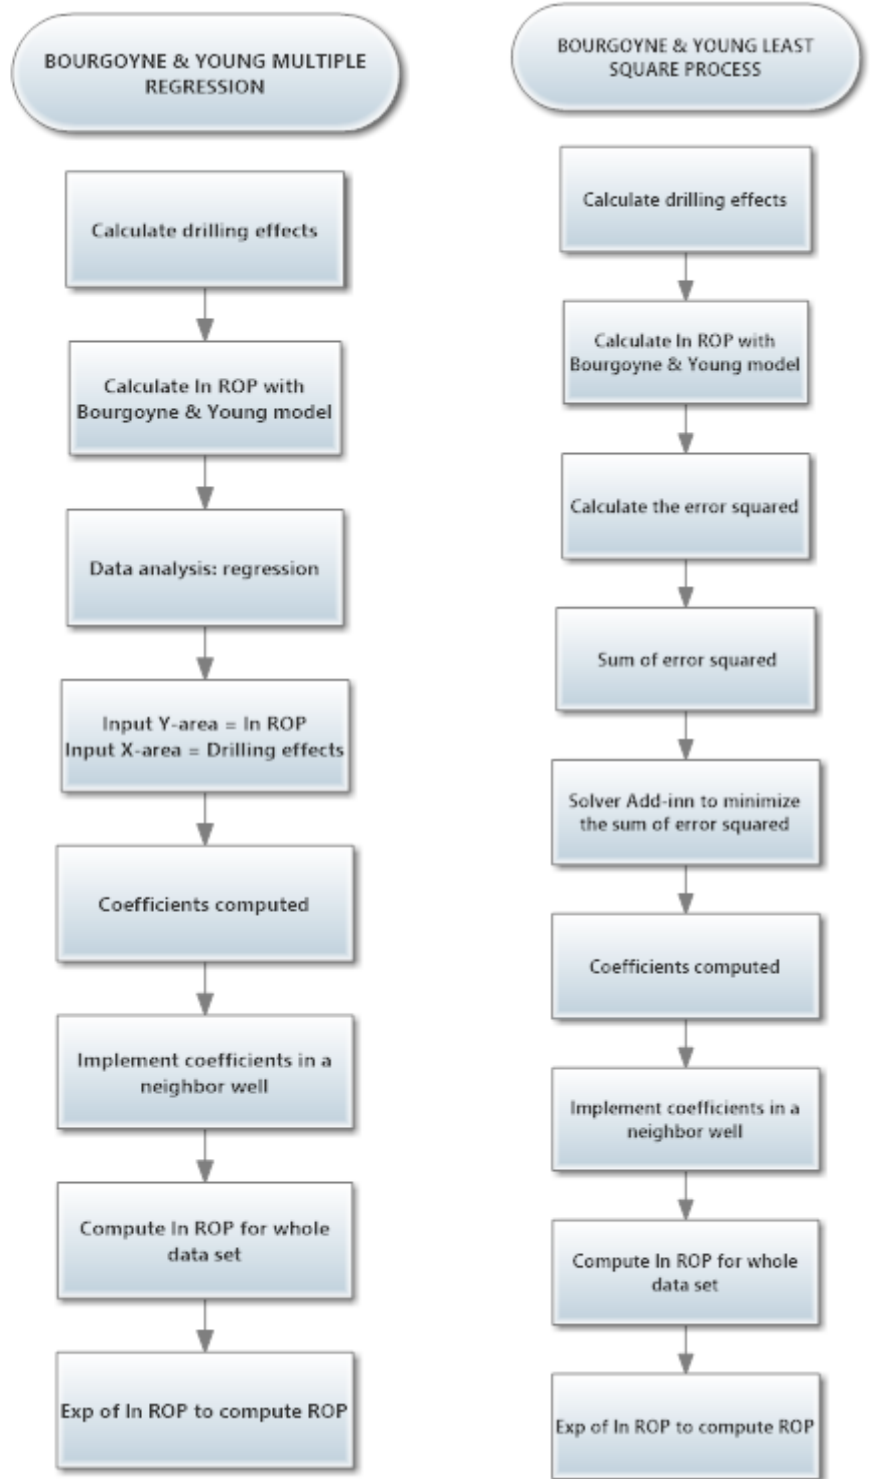 BOURGOYNE & YOUNG MULTIPLE
REGRESSION
Calculate drilling effects
Calculate ln ROP with
Bourgoyne & Young model
Data analysis: regression
Input Y-area = ln ROP
Input X-area = Drilling effects
Coefficients computed
Implement coefficients in a
neighbor well
Compute ln ROP for whole
data set
Exp of ln ROP to compute ROP
BOURGOYNE & YOUNG LEAST
SQUARE PROCESS
Calculate drilling effects
Calculate ln ROP with
Bourgoyne & Young model
Calculate the error squared
Sum of error squared
Solver Add-inn to minimize
the sum of error squared
Coefficients computed
Implement coefficients in a
neighbor well
Compute ln ROP for whole
data set
Exp of ln ROP to compute ROP